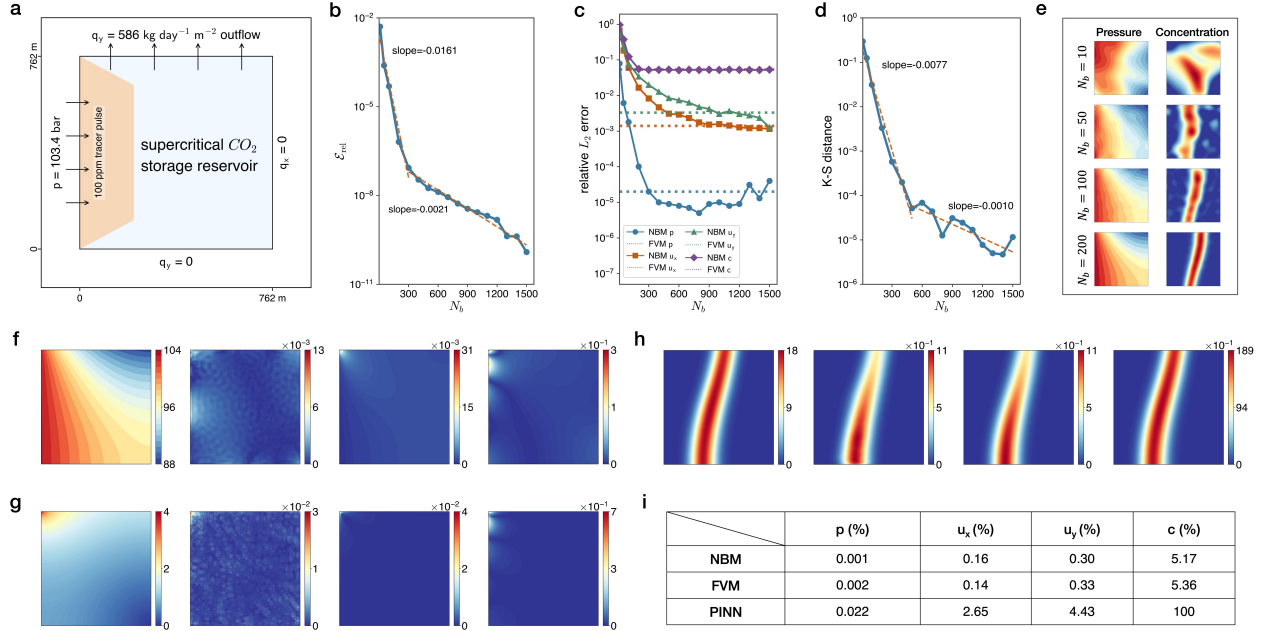 a
q_y = 586 kg day⁻¹ m⁻² outflow
762 m
p = 103.4 bar
100 ppm tracer pulse
supercritical CO₂
storage reservoir
q_x = 0
0
q_y = 0
0
762 m
b
10⁻²
10⁻⁵
10⁻⁸
10⁻¹¹
ℰ_rel
slope=-0.0161
slope=-0.0021
300 600 900 1200 1500
N_b
c
10⁰
10⁻¹
10⁻²
10⁻³
10⁻⁴
10⁻⁵
10⁻⁶
10⁻⁷
relative L₂ error
NBM p
FVM p
NBM u_x
FVM u_x
NBM u_y
FVM u_y
NBM c
FVM c
300 600 900 1200 1500
N_b
d
10⁰
10⁻¹
10⁻²
10⁻³
10⁻⁴
10⁻⁵
10⁻⁶
K-S distance
slope=-0.0077
slope=-0.0010
300 600 900 1200 1500
N_b
e
Pressure Concentration
N_b = 10
N_b = 50
N_b = 100
N_b = 200
f
104
96
88
×10⁻³
13
6
0
×10⁻³
31
15
0
×10⁻¹
3
1
0
h
18
9
0
×10⁻¹
11
5
0
×10⁻¹
11
5
0
×10⁻¹
189
94
0
g
4
2
0
×10⁻²
3
1
0
×10⁻²
4
2
0
×10⁻¹
7
3
0
i
p (%) u_x (%) u_y (%) c (%)
NBM 0.001 0.16 0.30 5.17
FVM 0.002 0.14 0.33 5.36
PINN 0.022 2.65 4.43 100